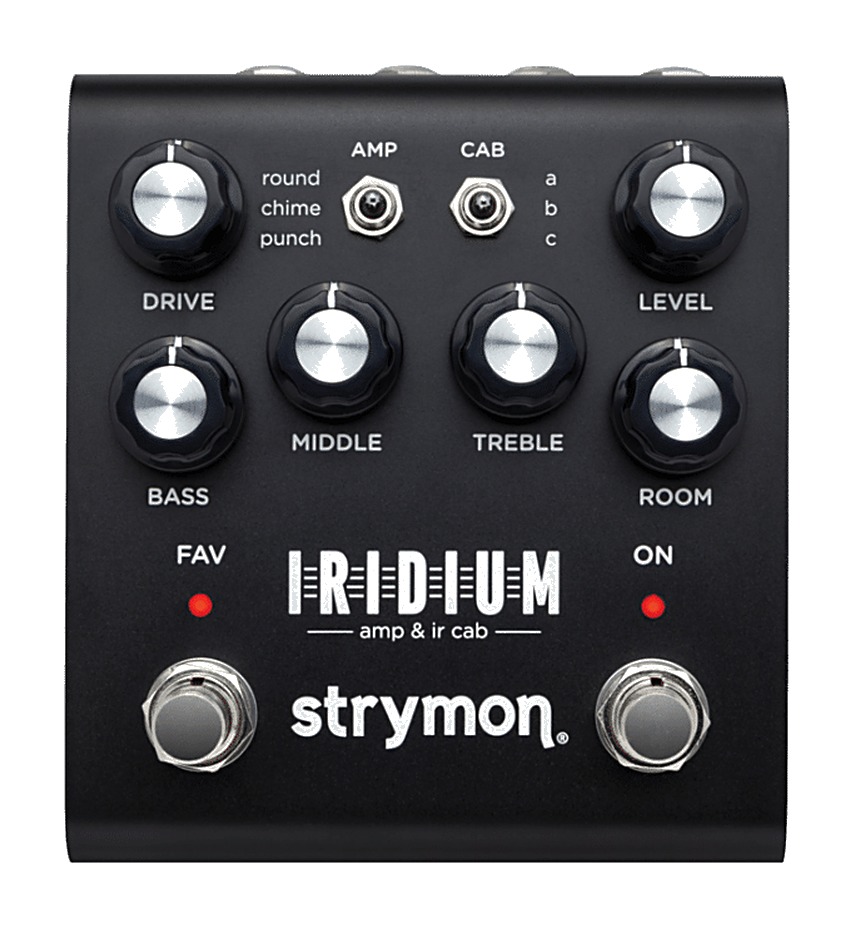 AMP
CAB
round
a
chime
b
punch
c
DRIVE
LEVEL
MIDDLE
TREBLE
BASS
ROOM
FAV
ON
IRIDIUM
amp & ir cab
strymon®